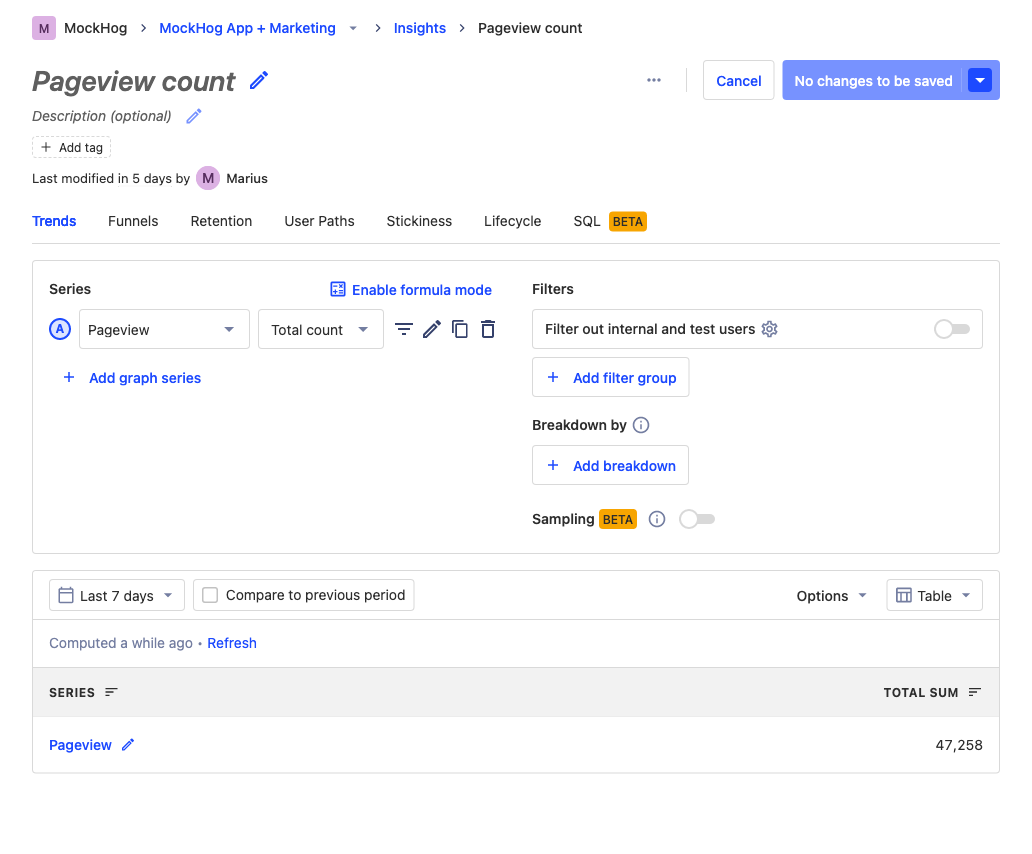 M MockHog > MockHog App + Marketing > Insights > Pageview count
Pageview count
Cancel
No changes to be saved
Description (optional)
+ Add tag
Last modified in 5 days by M Marius
Trends Funnels Retention User Paths Stickiness Lifecycle SQL BETA
Series
Enable formula mode
A Pageview Total count
+ Add graph series
Filters
Filter out internal and test users
+ Add filter group
Breakdown by
+ Add breakdown
Sampling BETA
Last 7 days Compare to previous period Options Table
Computed a while ago • Refresh
SERIES TOTAL SUM
Pageview 47,258